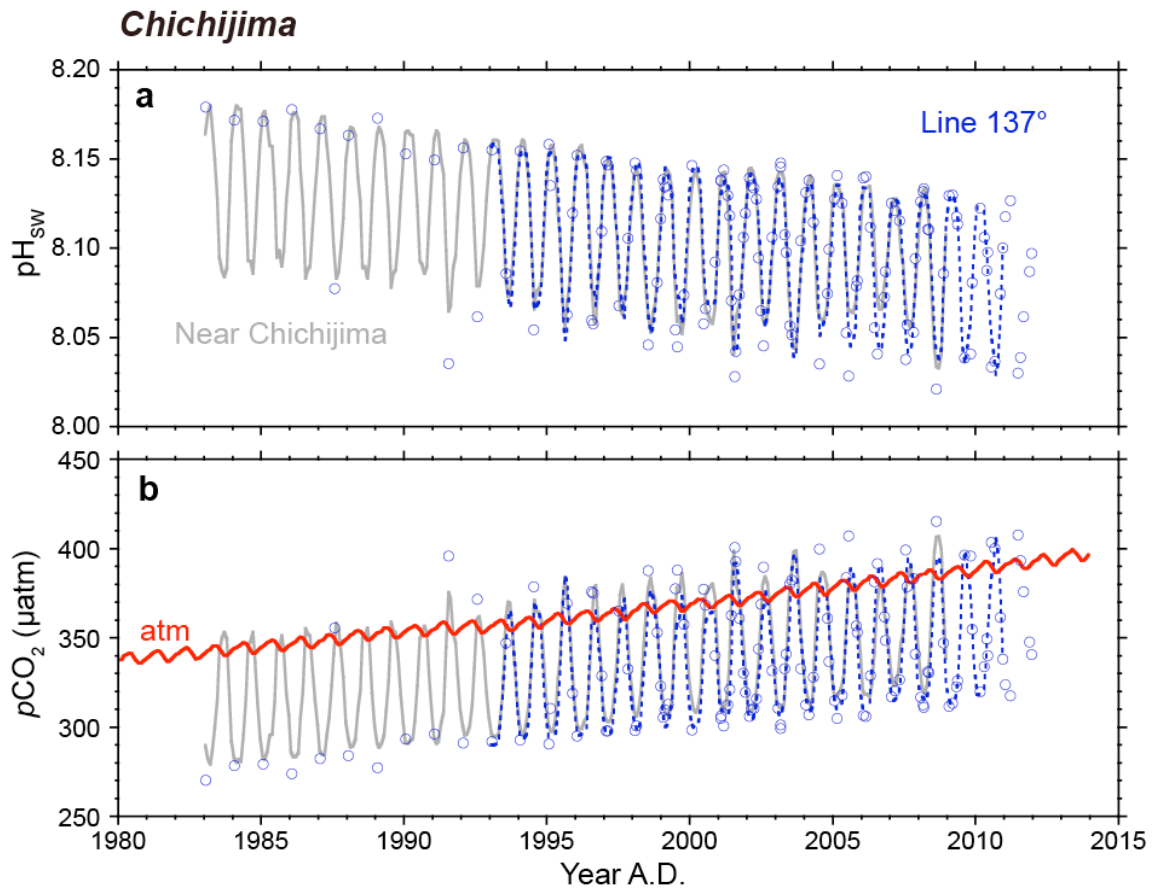 Chichijima
8.20
8.15
8.10
8.05
8.00
pH_SW
a
Line 137°
Near Chichijima
450
400
350
300
250
pCO₂ (µatm)
b
atm
1980 1985 1990 1995 2000 2005 2010 2015
Year A.D.